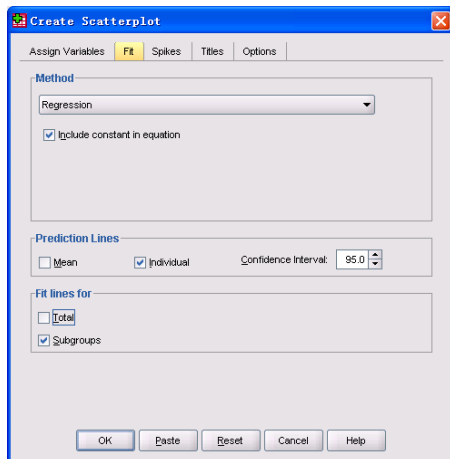 Create Scatterplot
Assign Variables Fit Spikes Titles Options
Method
Regression
Include constant in equation
Prediction Lines
Mean Individual Confidence Interval: 95.0
Fit lines for
Total
Subgroups
OK Paste Reset Cancel Help